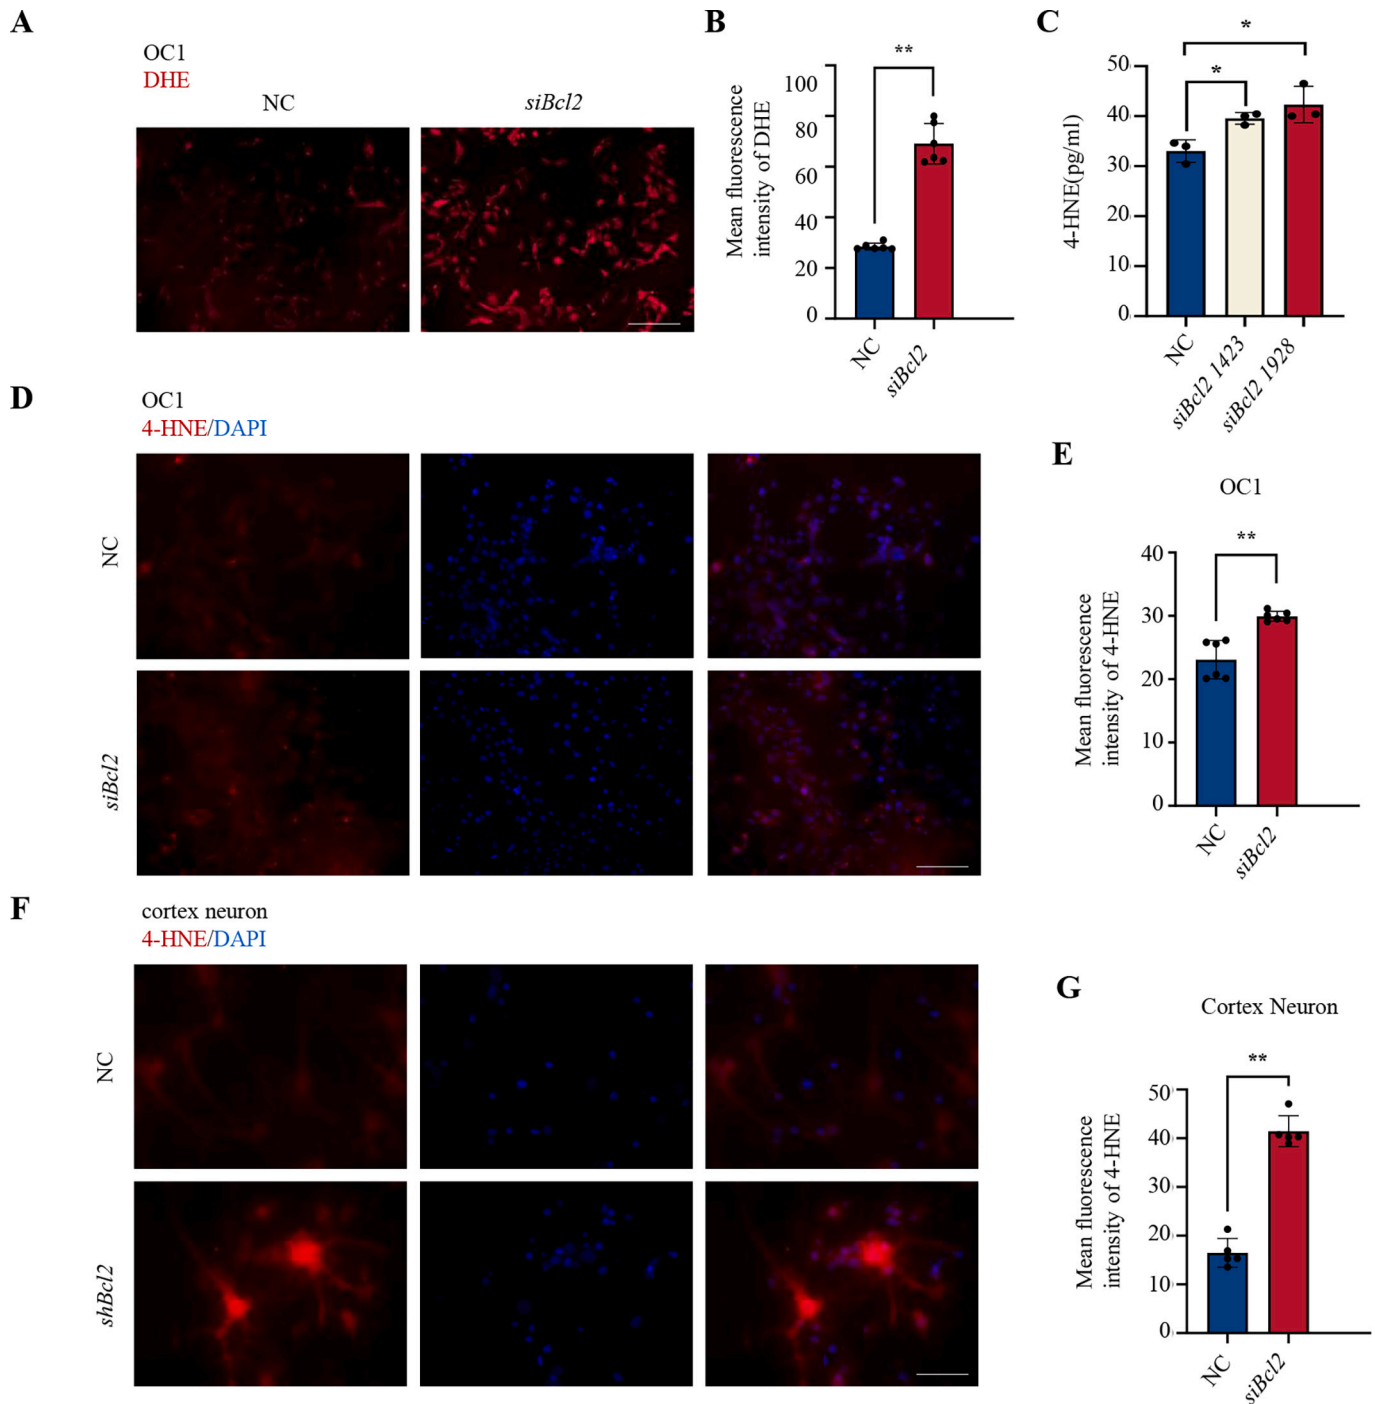 A
OC1
DHE
NC
siBcl2
B
**
Mean fluorescence
intensity of DHE
100
80
60
40
20
0
NC
siBcl2
C
*
*
4-HNE(pg/ml)
50
40
30
20
10
0
NC
siBcl2 1423
siBcl2 1928
D
OC1
4-HNE/DAPI
NC
siBcl2
E
OC1
**
Mean fluorescence
intensity of 4-HNE
40
30
20
10
0
NC
siBcl2
F
cortex neuron
4-HNE/DAPI
NC
shBcl2
G
Cortex Neuron
**
Mean fluorescence
intensity of 4-HNE
50
40
30
20
10
0
NC
siBcl2